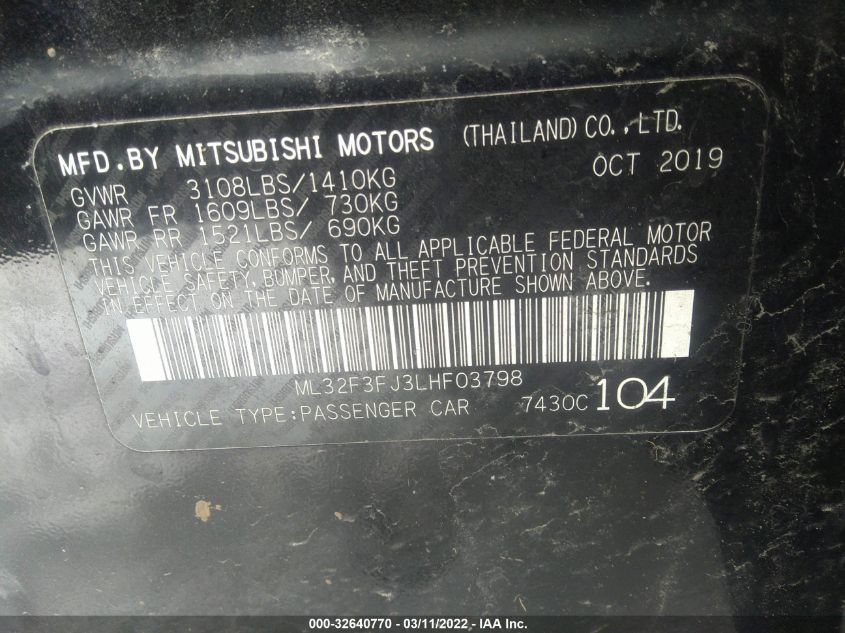 MFD.BY MITSUBISHI MOTORS (THAILAND) CO.,LTD.
GVWR 3108LBS/1410KG OCT 2019
GAWR FR 1609LBS/ 730KG
GAWR RR 1521LBS/ 690KG
THIS VEHICLE CONFORMS TO ALL APPLICABLE FEDERAL MOTOR
VEHICLE SAFETY, BUMPER, AND THEFT PREVENTION STANDARDS
IN EFFECT ON THE DATE OF MANUFACTURE SHOWN ABOVE.
ML32F3FJ3LHF03798
VEHICLE TYPE:PASSENGER CAR 7430C 104
000-32640770 / 03/11/2022 - IAA Inc.